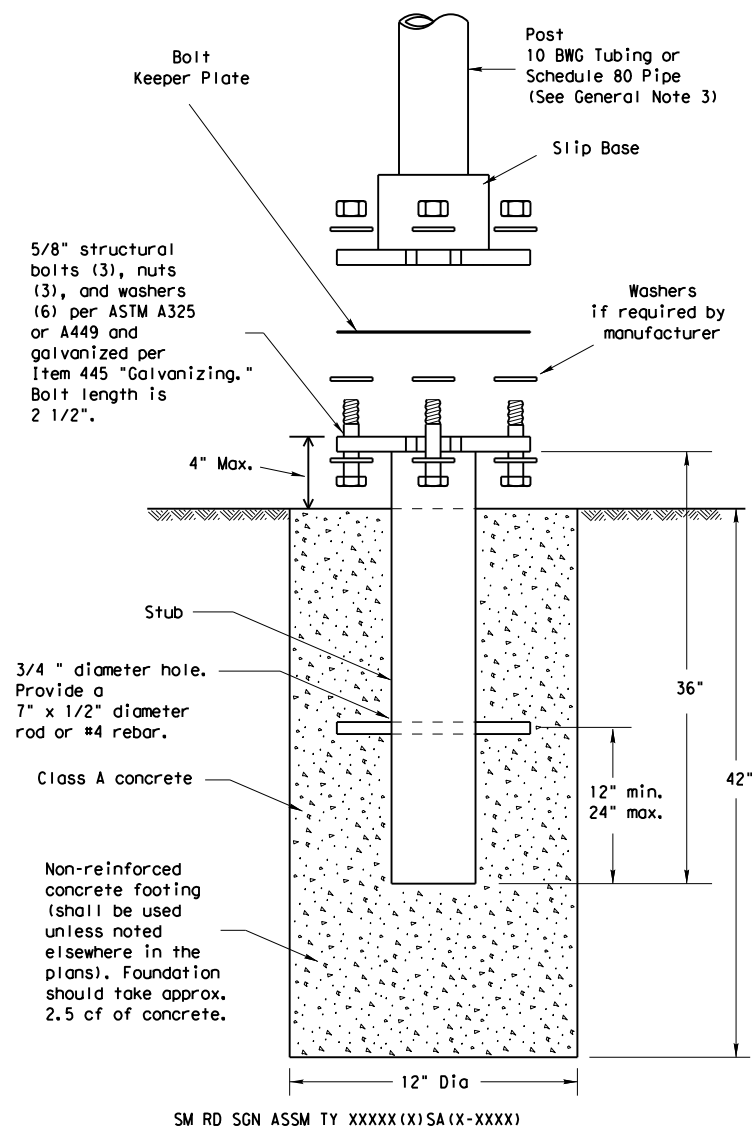 Bolt
Keeper Plate
Post
10 BWG Tubing or
Schedule 80 Pipe
(See General Note 3)
Slip Base
5/8" structural
bolts (3), nuts
(3), and washers
(6) per ASTM A325
or A449 and
galvanized per
Item 445 "Galvanizing."
Bolt length is
2 1/2".
Washers
if required by
manufacturer
4" Max.
Stub
3/4 " diameter hole.
Provide a
7" x 1/2" diameter
rod or #4 rebar.
36"
Class A concrete
12" min.
24" max.
42"
Non-reinforced
concrete footing
(shall be used
unless noted
elsewhere in the
plans). Foundation
should take approx.
2.5 cf of concrete.
12" Dia
SM RD SGN ASSM TY XXXXX(X)SA(X-XXXX)